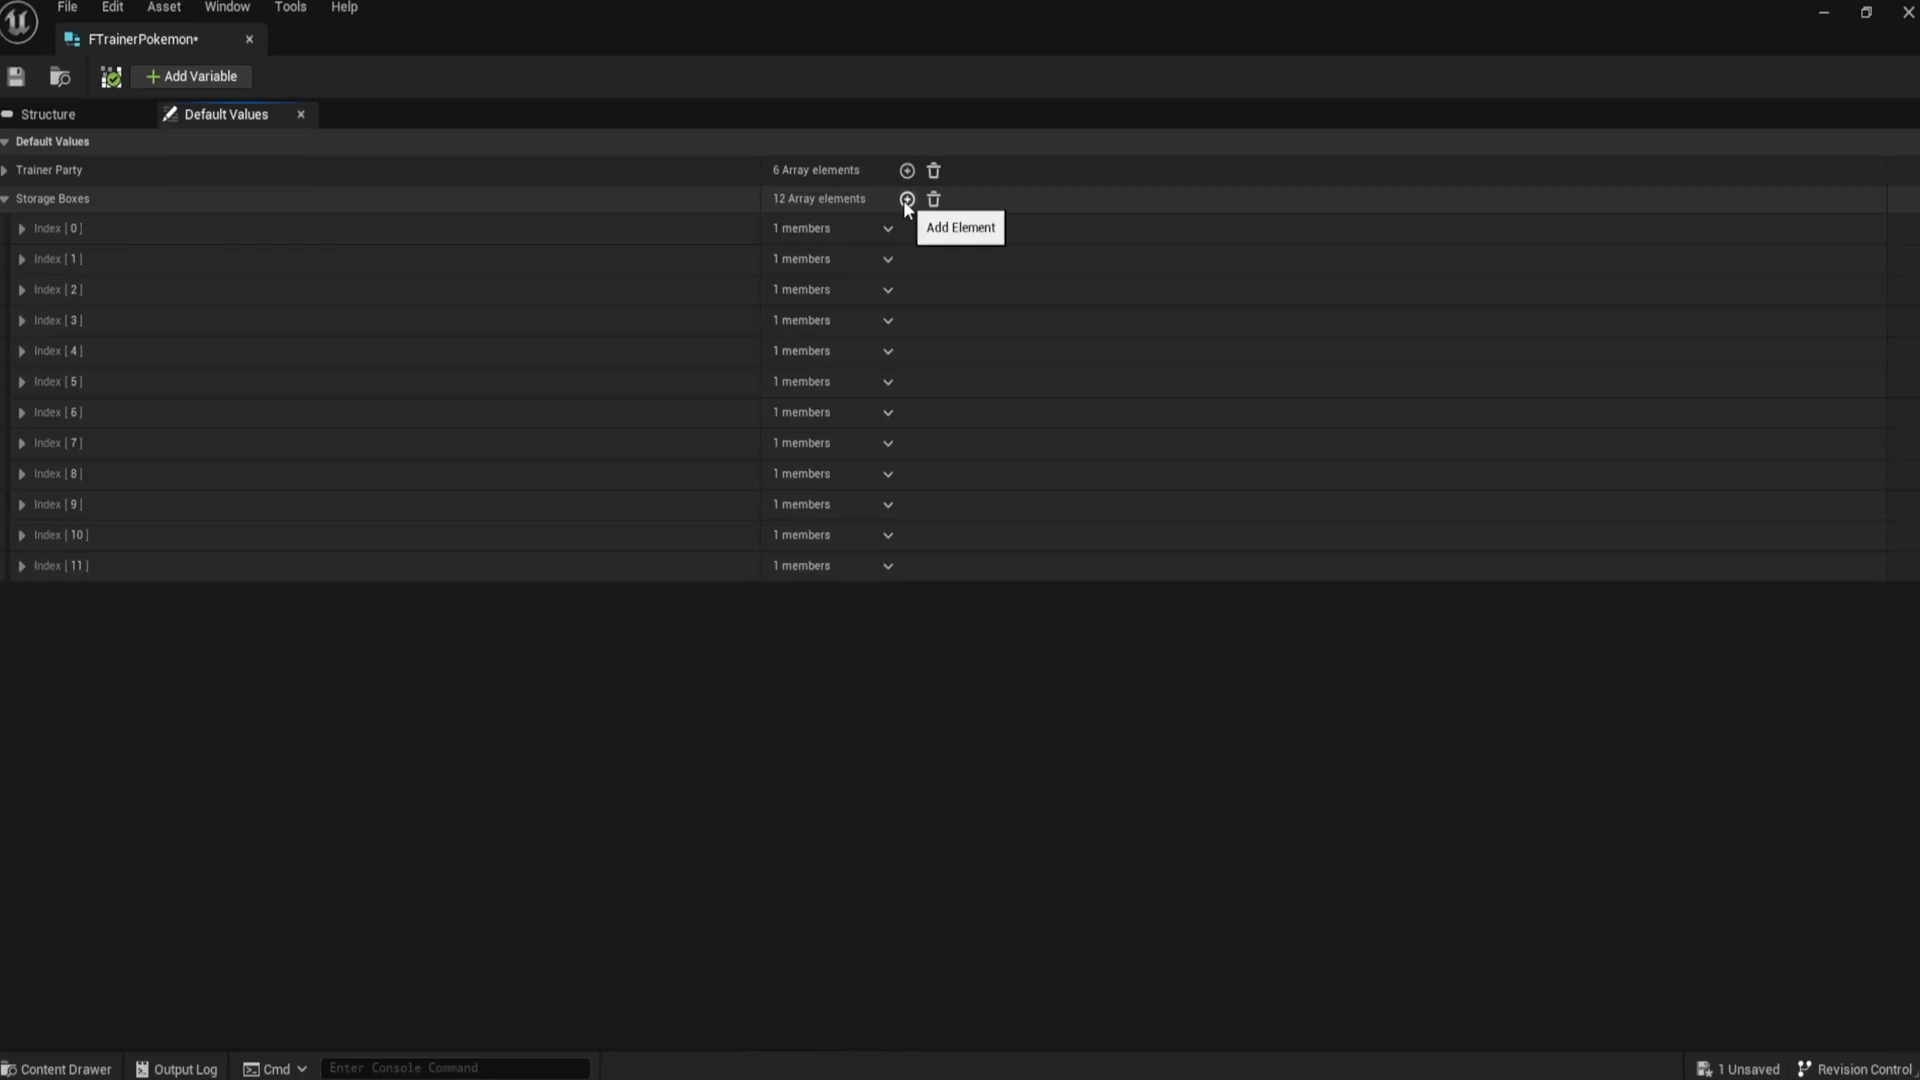 File Edit Asset Window Tools Help
FTrainerPokemon*
Add Variable
Structure Default Values
Default Values
Trainer Party 6 Array elements
Storage Boxes 12 Array elements
Add Element
Index [ 0 ] 1 members
Index [ 1 ] 1 members
Index [ 2 ] 1 members
Index [ 3 ] 1 members
Index [ 4 ] 1 members
Index [ 5 ] 1 members
Index [ 6 ] 1 members
Index [ 7 ] 1 members
Index [ 8 ] 1 members
Index [ 9 ] 1 members
Index [ 10 ] 1 members
Index [ 11 ] 1 members
Content Drawer Output Log Cmd Enter Console Command 1 Unsaved Revision Control